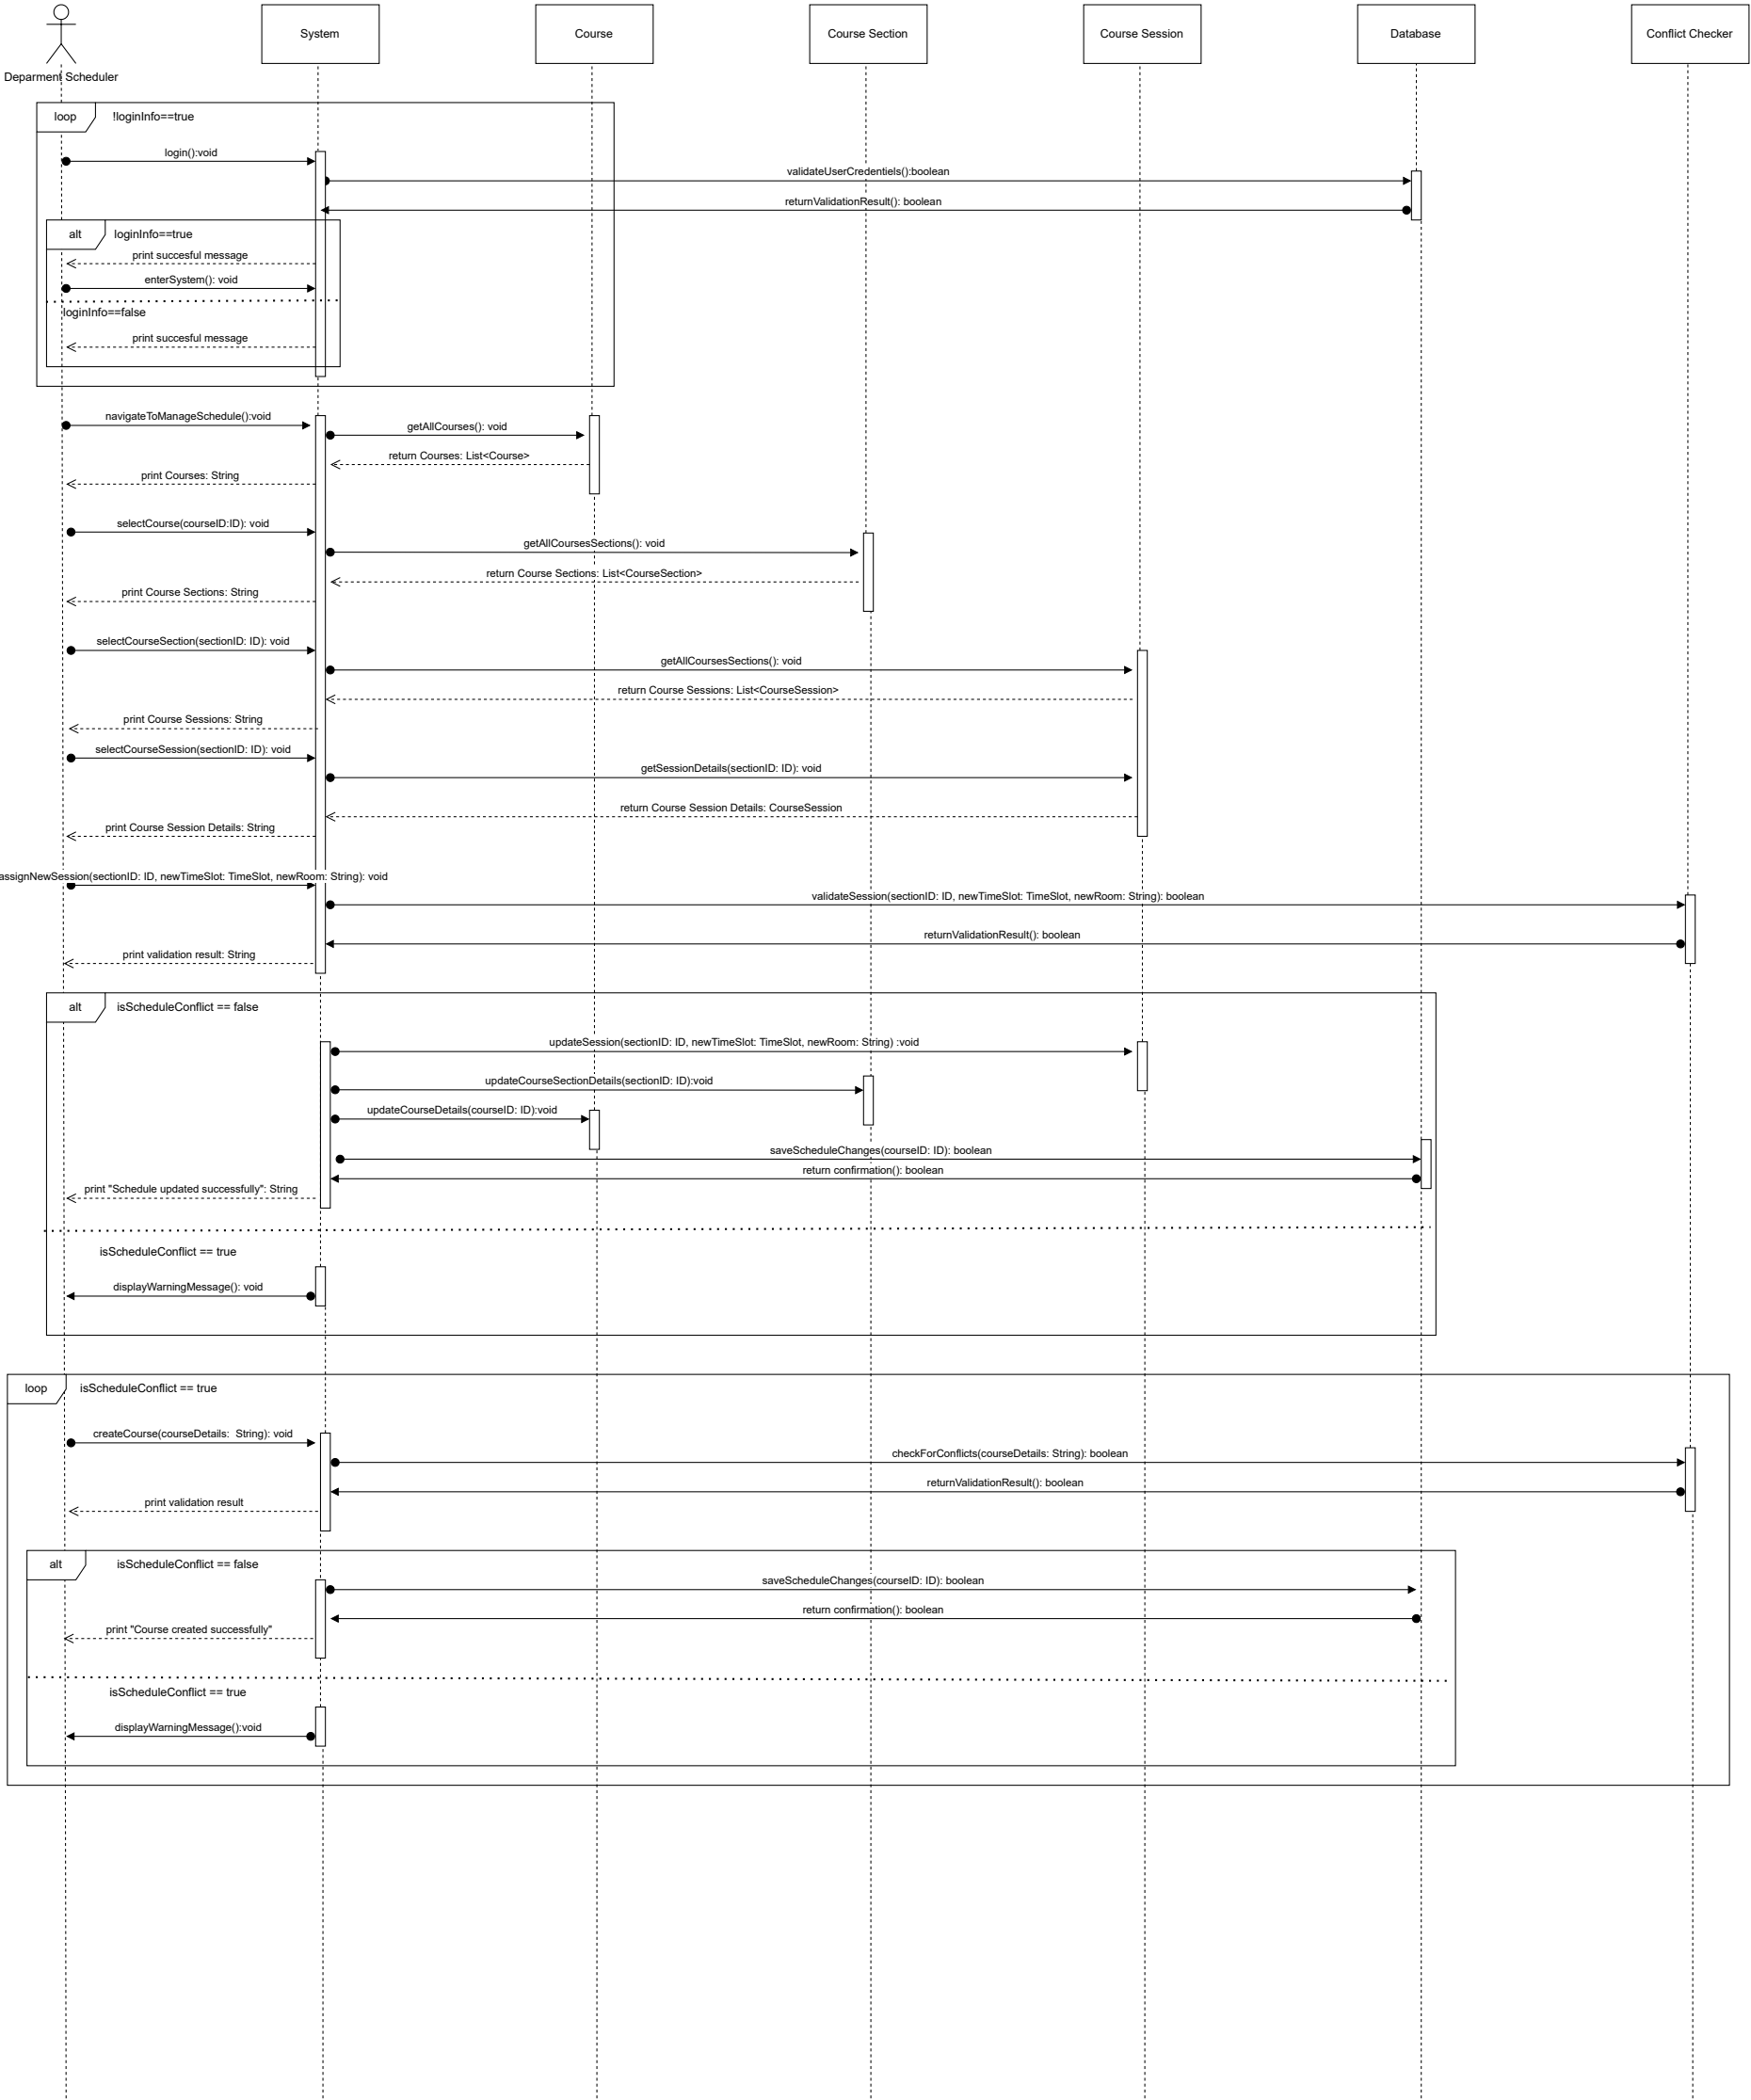 System
Course
Course Section
Course Session
Database
Conflict Checker
Deparment Scheduler
loop
!loginInfo==true
login():void
validateUserCredentiels():boolean
returnValidationResult(): boolean
alt
loginInfo==true
print succesful message
enterSystem(): void
loginInfo==false
print succesful message
navigateToManageSchedule():void
getAllCourses(): void
return Courses: List<Course>
print Courses: String
selectCourse(courseID:ID): void
getAllCoursesSections(): void
return Course Sections: List<CourseSection>
print Course Sections: String
selectCourseSection(sectionID: ID): void
getAllCoursesSections(): void
return Course Sessions: List<CourseSession>
print Course Sessions: String
selectCourseSession(sectionID: ID): void
getSessionDetails(sectionID: ID): void
return Course Session Details: CourseSession
print Course Session Details: String
assignNewSession(sectionID: ID, newTimeSlot: TimeSlot, newRoom: String): void
validateSession(sectionID: ID, newTimeSlot: TimeSlot, newRoom: String): boolean
returnValidationResult(): boolean
print validation result: String
alt
isScheduleConflict == false
updateSession(sectionID: ID, newTimeSlot: TimeSlot, newRoom: String) :void
updateCourseSectionDetails(sectionID: ID):void
updateCourseDetails(courseID: ID):void
saveScheduleChanges(courseID: ID): boolean
return confirmation(): boolean
print "Schedule updated successfully": String
isScheduleConflict == true
displayWarningMessage(): void
loop
isScheduleConflict == true
createCourse(courseDetails: String): void
checkForConflicts(courseDetails: String): boolean
returnValidationResult(): boolean
print validation result
alt
isScheduleConflict == false
saveScheduleChanges(courseID: ID): boolean
return confirmation(): boolean
print "Course created successfully"
isScheduleConflict == true
displayWarningMessage():void